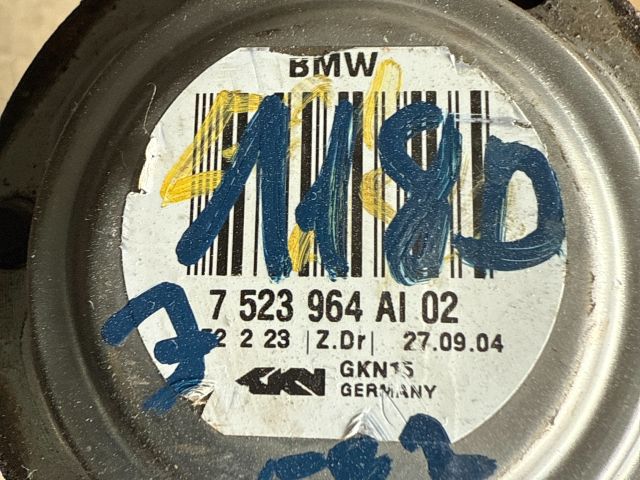 BMW
118D
7 523 964 AI 02
2 2 23 | Z.Dr | 27.09.04
GKN GKN15
GERMANY